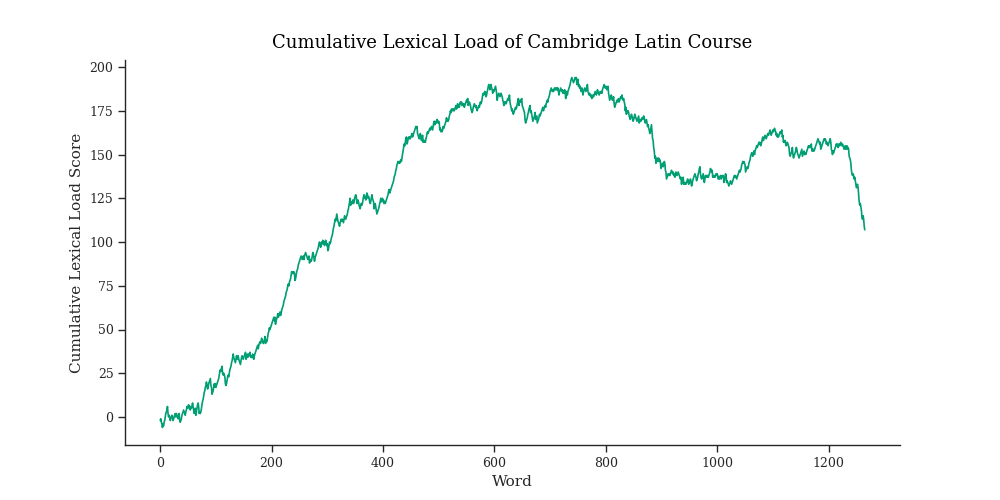 Cumulative Lexical Load of Cambridge Latin Course
Cumulative Lexical Load Score
200
175
150
125
100
75
50
25
0
0 200 400 600 800 1000 1200
Word